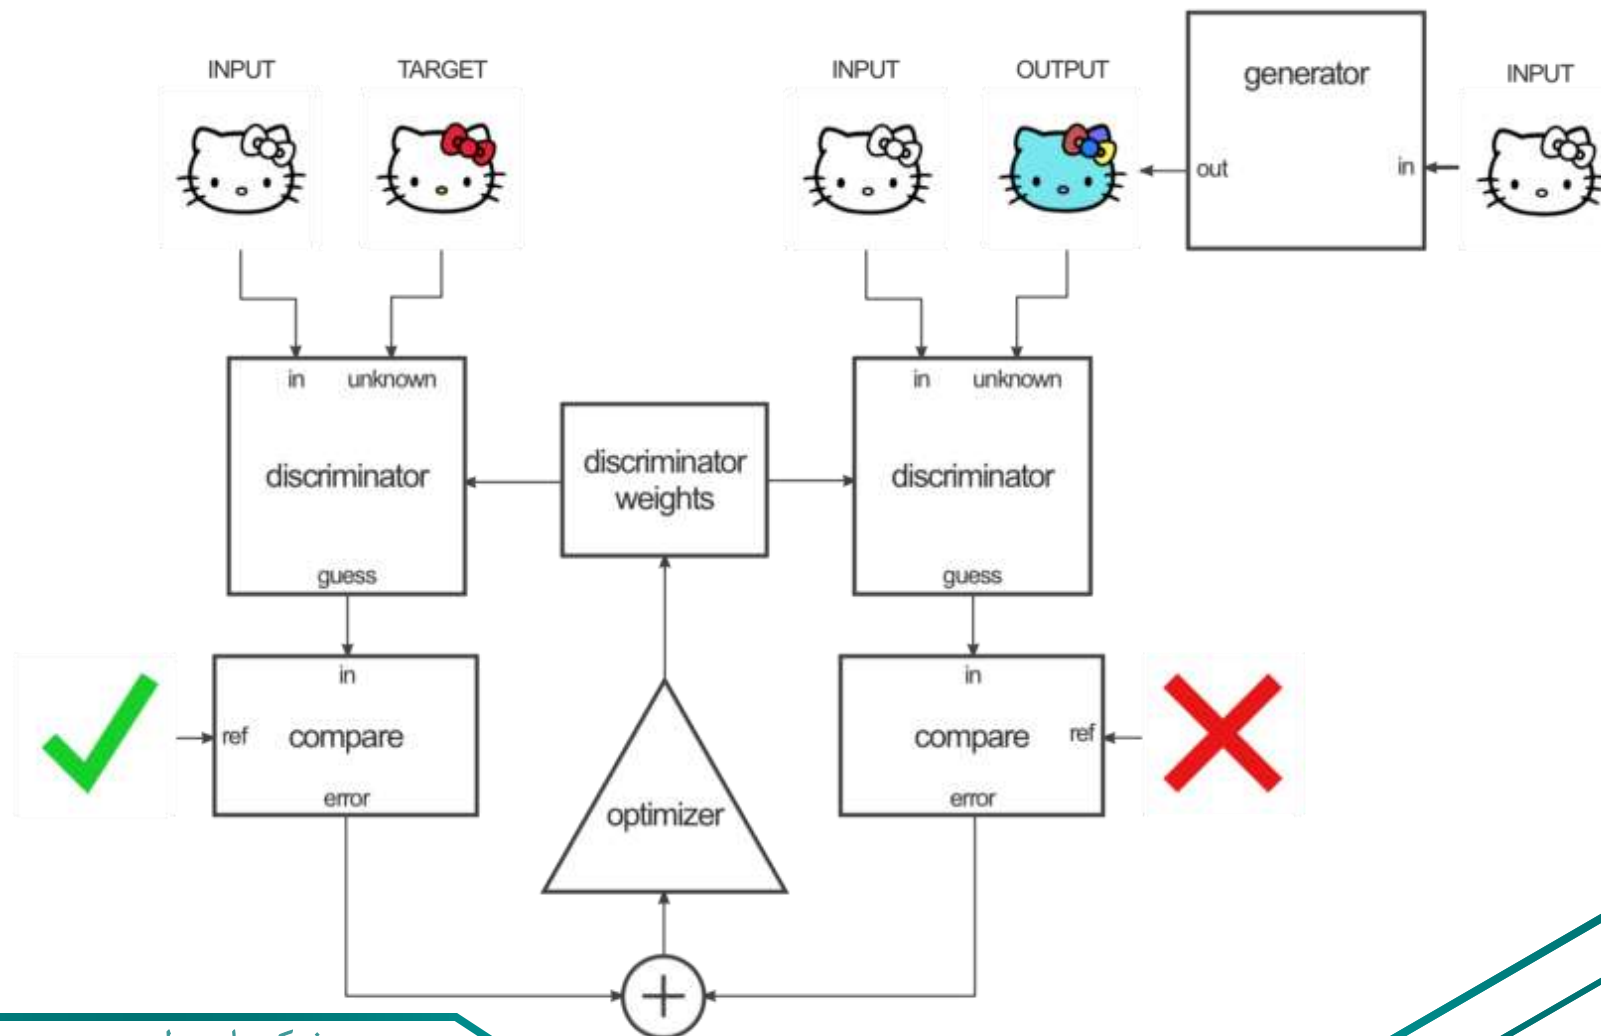 INPUT
TARGET
INPUT
OUTPUT
generator
INPUT
out
in
in unknown
discriminator
guess
discriminator
weights
in unknown
discriminator
guess
in
ref compare
error
optimizer
in
compare ref
error